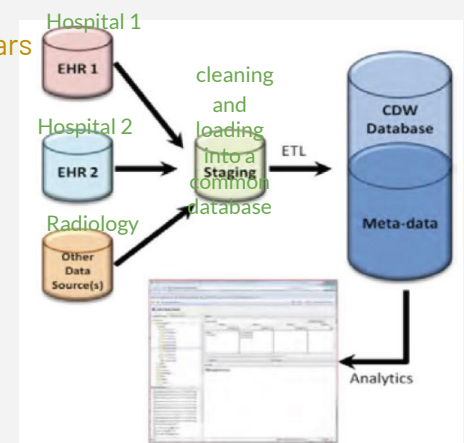 Hospital 1
ars
EHR 1
Hospital 2
EHR 2
Radiology
Other
Data
Source(s)
cleaning
and
loading
into a
common
database
Staging
ETL
CDW
Database
Meta-data
Analytics